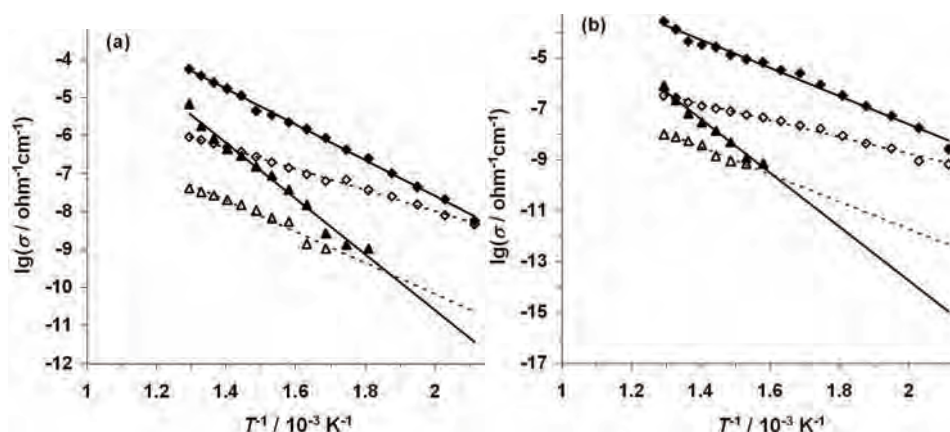 (a)
lg(σ / ohm⁻¹cm⁻¹)
-4
-5
-6
-7
-8
-9
-10
-11
-12
1 1.2 1.4 1.6 1.8 2
T⁻¹ / 10⁻³ K⁻¹
(b)
lg(σ / ohm⁻¹cm⁻¹)
-5
-7
-9
-11
-13
-15
-17
1 1.2 1.4 1.6 1.8 2
T⁻¹ / 10⁻³ K⁻¹